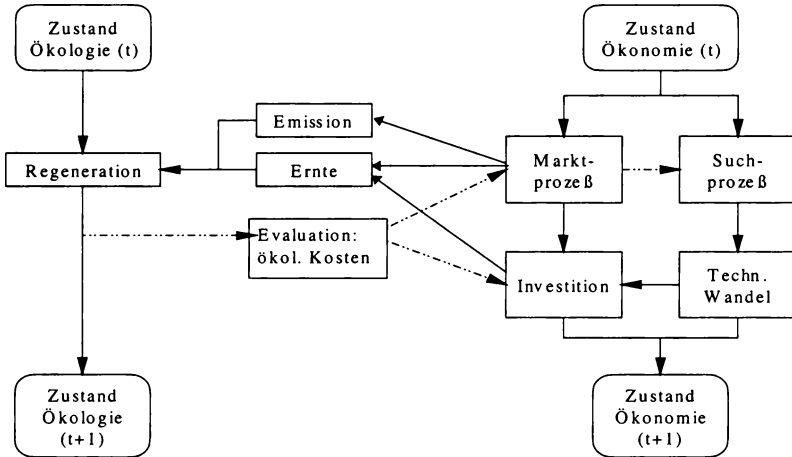 Zustand
Ökologie (t)
Zustand
Ökonomie (t)
Emission
Regeneration
Ernte
Markt-
prozeß
Such-
prozeß
Evaluation:
ökol. Kosten
Investition
Techn.
Wandel
Zustand
Ökologie
(t+1)
Zustand
Ökonomie
(t+1)